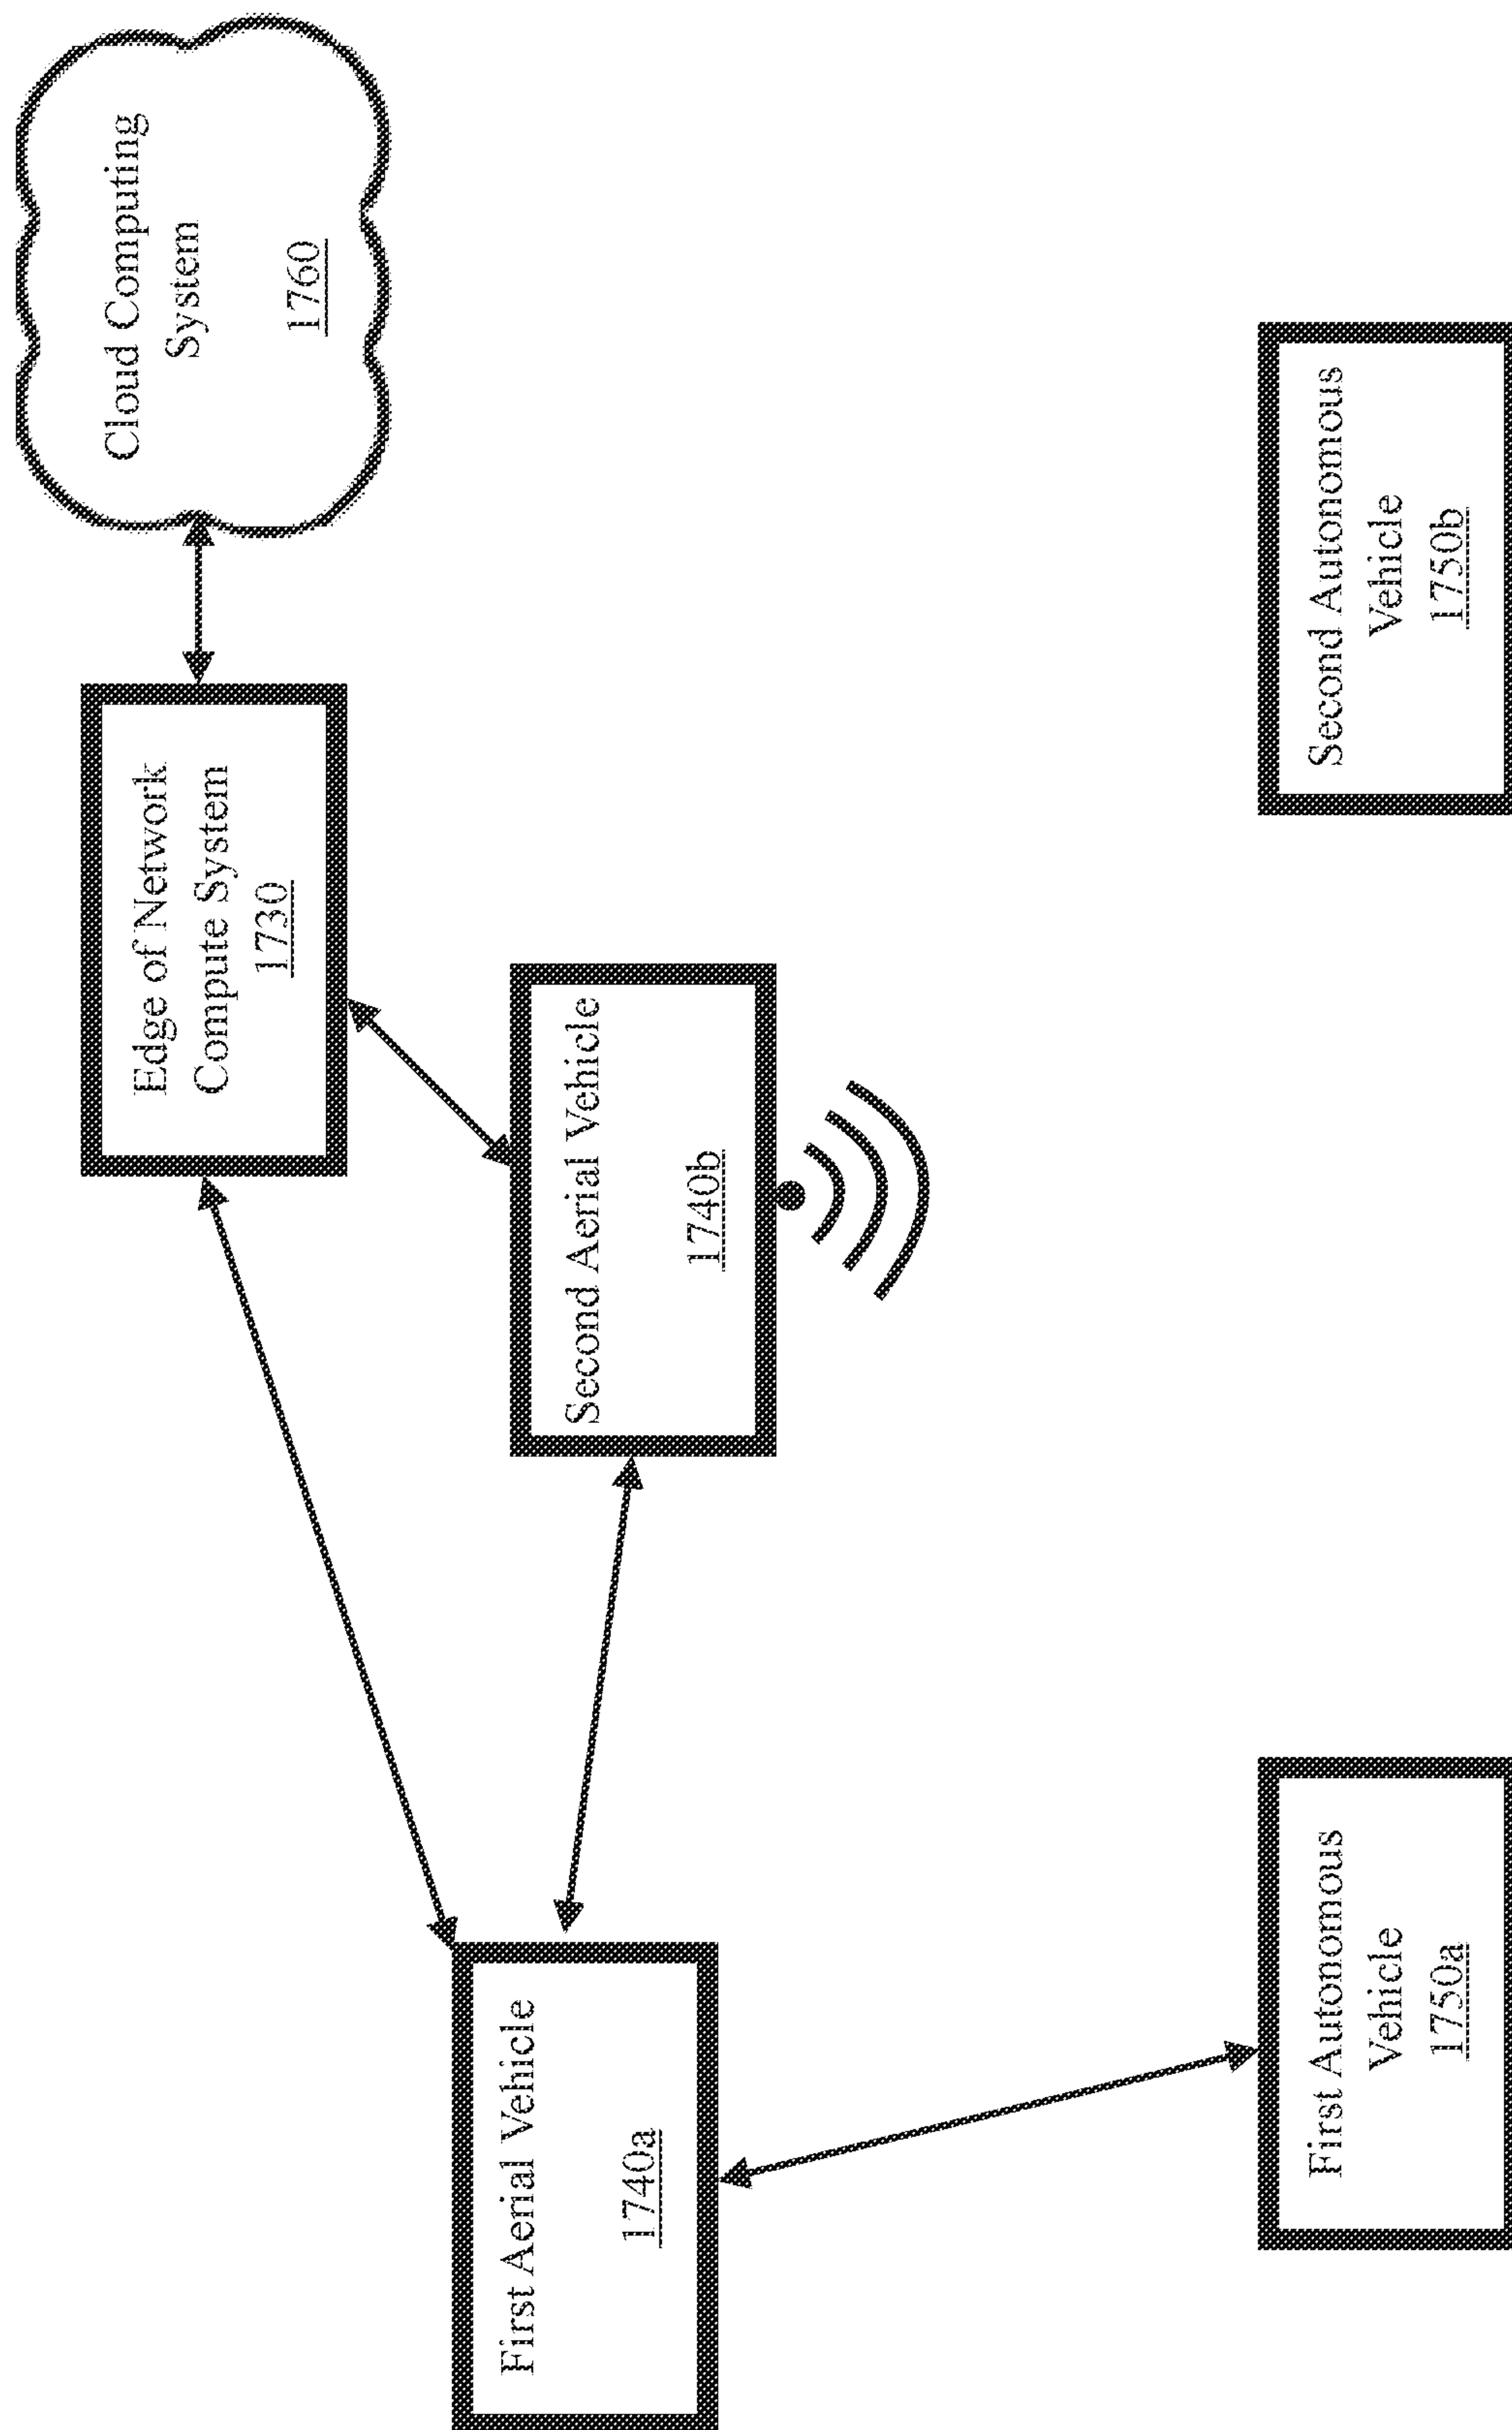 Cloud Computing
System
1760
Edge of Network
Compute System
1730
Second Aerial Vehicle
1740b
First Aerial Vehicle
1740a
First Autonomous
Vehicle
1750a
Second Autonomous
Vehicle
1750b